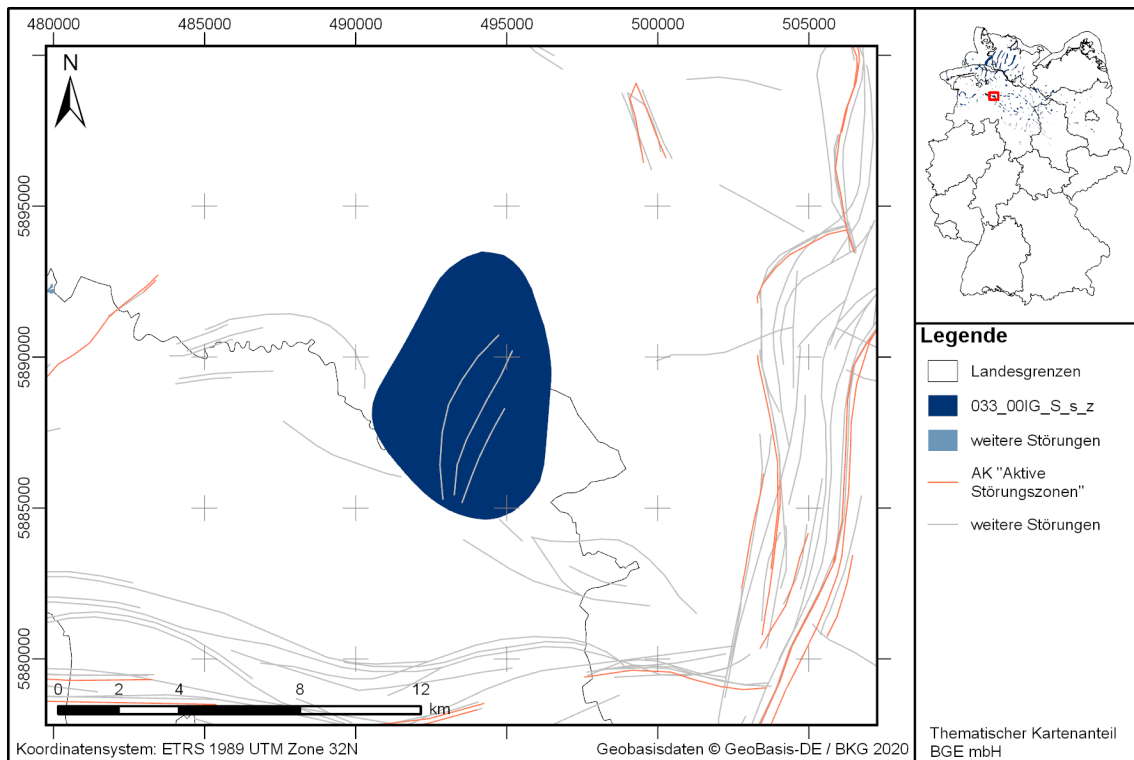 480000 485000 490000 495000 500000 505000
N
5895000
5890000
5885000
5880000
0 2 4 8 12
km
Koordinatensystem: ETRS 1989 UTM Zone 32N
Geobasisdaten © GeoBasis-DE / BKG 2020
Legende
Landesgrenzen
033_00IG_S_s_z
weitere Störungen
AK "Aktive
Störungszonen"
weitere Störungen
Thematischer Kartenanteil
BGE mbH